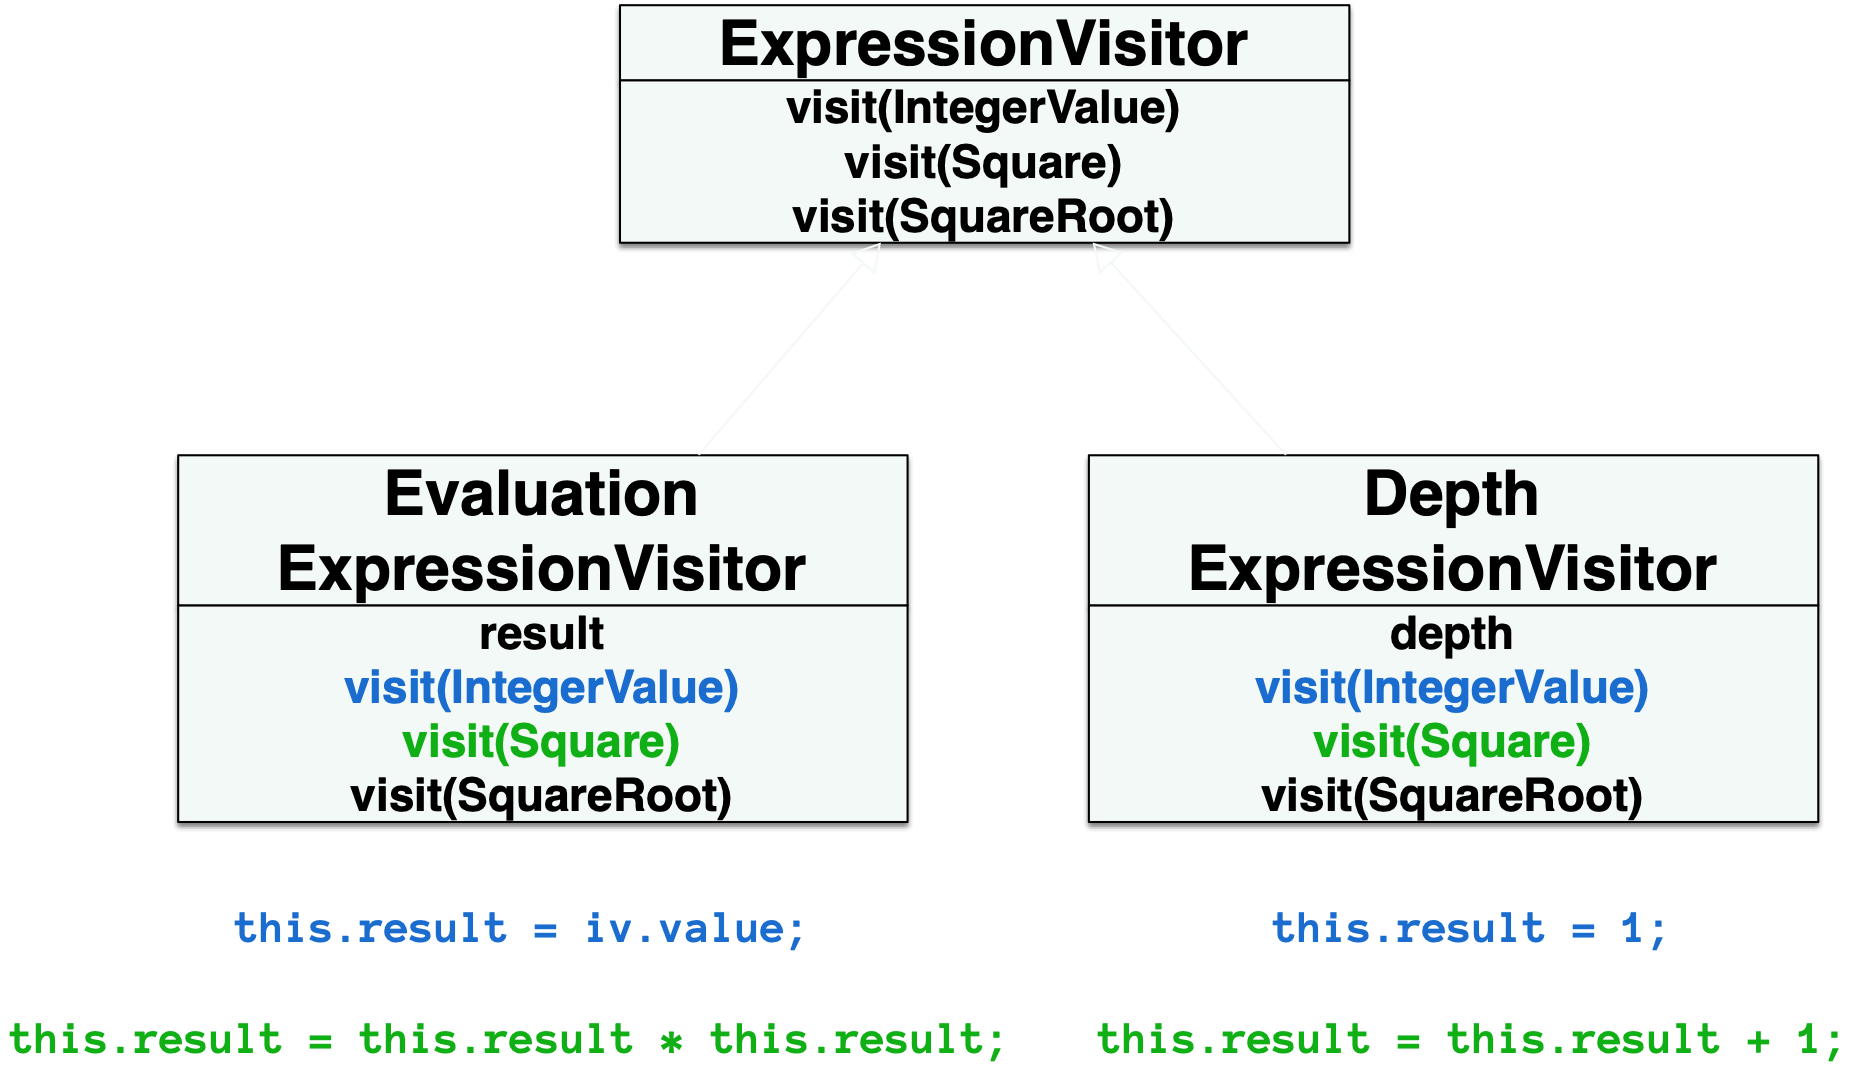 ExpressionVisitor
visit(IntegerValue)
visit(Square)
visit(SquareRoot)
Evaluation
ExpressionVisitor
result
visit(IntegerValue)
visit(Square)
visit(SquareRoot)
Depth
ExpressionVisitor
depth
visit(IntegerValue)
visit(Square)
visit(SquareRoot)
this.result = iv.value;
this.result = 1;
this.result = this.result * this.result;
this.result = this.result + 1;